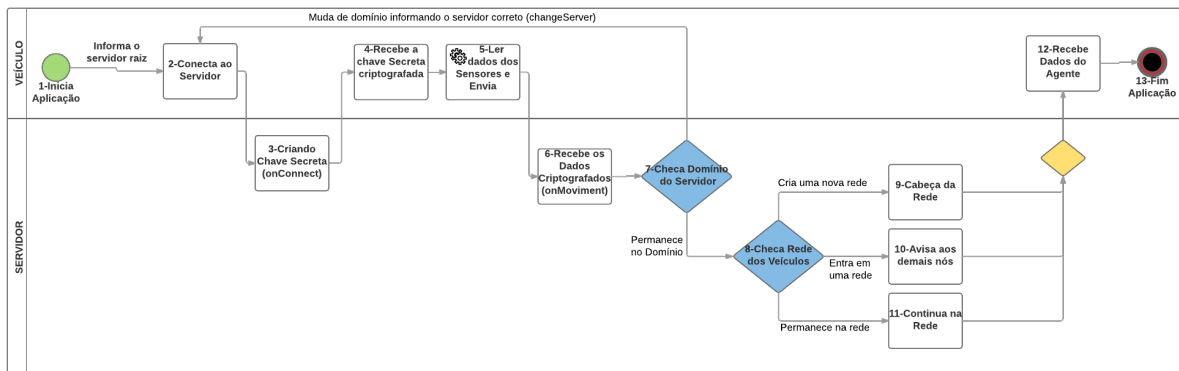 Muda de domínio informando o servidor correto (changeServer)
VEÍCULO
Informa o
servidor raiz
1-Inicia
Aplicação
2-Conecta ao
Servidor
4-Recebe a
chave Secreta
criptografada
5-Ler
dados dos
Sensores e
Envia
12-Recebe
Dados do
Agente
13-Fim
Aplicação
SERVIDOR
3-Criando
Chave Secreta
(onConnect)
6-Recebe os
Dados
Criptografados
(onMoviment)
7-Checa Domínio
do Servidor
Permanece
no Domínio
8-Checa Rede
dos Veículos
Cria uma nova rede
9-Cabeça da
Rede
Entra em
uma rede
10-Avisa aos
demais nós
Permanece na rede
11-Continua na
Rede